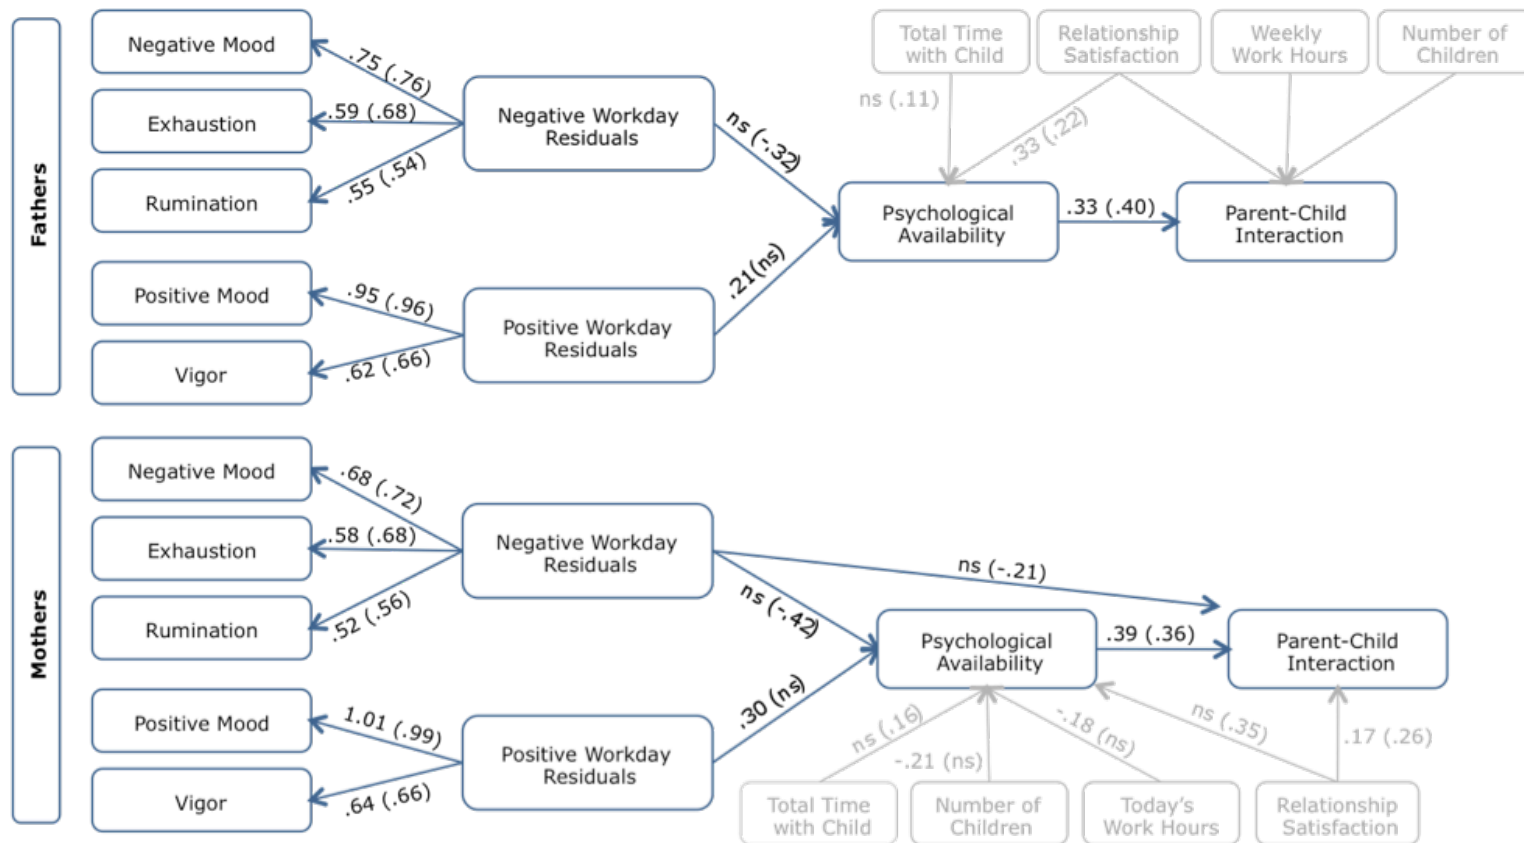 Fathers
Negative Mood
Exhaustion
Rumination
Positive Mood
Vigor
.75 (.76)
.59 (.68)
.55 (.54)
.95 (.96)
.62 (.66)
Negative Workday
Residuals
Positive Workday
Residuals
ns (-.32)
.21(ns)
Total Time
with Child
Relationship
Satisfaction
Weekly
Work Hours
Number of
Children
ns (.11)
.33 (.22)
Psychological
Availability
.33 (.40)
Parent-Child
Interaction
Mothers
Negative Mood
Exhaustion
Rumination
Positive Mood
Vigor
.68 (.72)
.58 (.68)
.52 (.56)
1.01 (.99)
.64 (.66)
Negative Workday
Residuals
Positive Workday
Residuals
ns (-.21)
ns (-.42)
.30 (ns)
Psychological
Availability
.39 (.36)
Parent-Child
Interaction
ns (.16)
-.21 (ns)
-.18 (ns)
ns (.35)
.17 (.26)
Total Time
with Child
Number of
Children
Today's
Work Hours
Relationship
Satisfaction